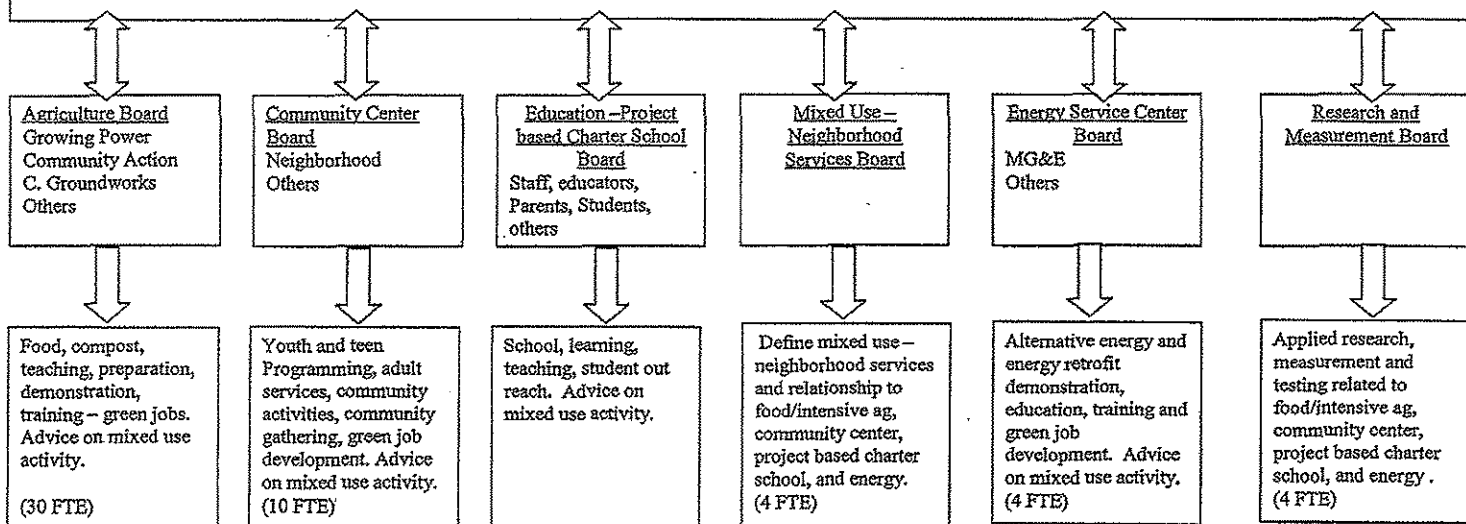 Agriculture Board
Growing Power
Community Action
C. Groundworks
Others
Community Center
Board
Neighborhood
Others
Education –Project
based Charter School
Board
Staff, educators,
Parents, Students,
others
Mixed Use –
Neighborhood
Services Board
Energy Service Center
Board
MG&E
Others
Research and
Measurement Board
Food, compost,
teaching, preparation,
demonstration,
training – green jobs.
Advice on mixed use
activity.
(30 FTE)
Youth and teen
Programming, adult
services, community
activities, community
gathering, green job
development. Advice
on mixed use activity.
(10 FTE)
School, learning,
teaching, student out
reach. Advice on
mixed use activity.
Define mixed use –
neighborhood services
and relationship to
food/intensive ag,
community center,
project based charter
school, and energy.
(4 FTE)
Alternative energy and
energy retrofit
demonstration,
education, training and
green job
development. Advice
on mixed use activity.
(4 FTE)
Applied research,
measurement and
testing related to
food/intensive ag,
community center,
project based charter
school, and energy .
(4 FTE)